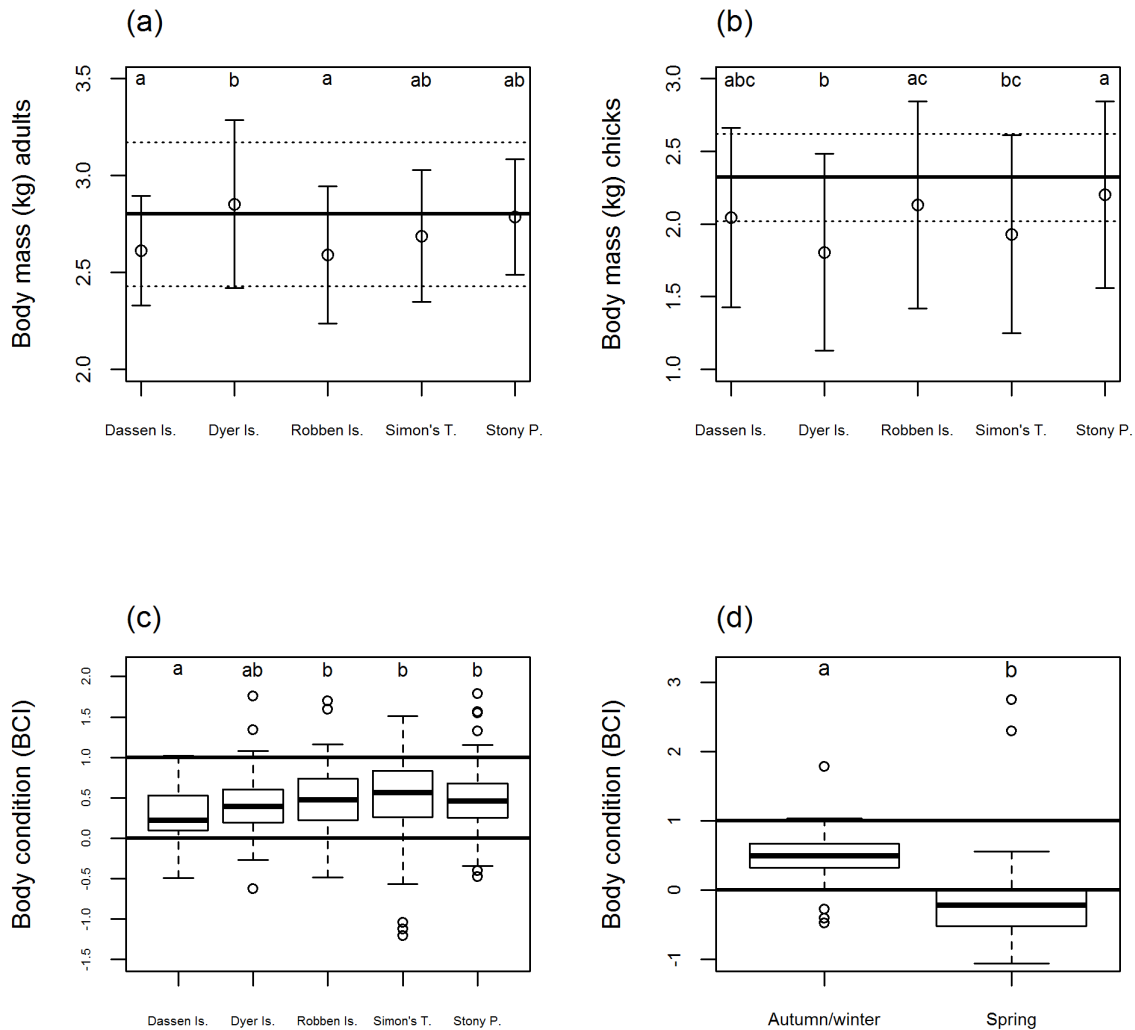 (a)
Body mass (kg) adults
3.5
3.0
2.5
2.0
a b a ab ab
Dassen Is. Dyer Is. Robben Is. Simon's T. Stony P.
(b)
Body mass (kg) chicks
3.0
2.5
2.0
1.5
1.0
abc b ac bc a
Dassen Is. Dyer Is. Robben Is. Simon's T. Stony P.
(c)
Body condition (BCI)
2.0
1.5
1.0
0.5
0.0
-0.5
-1.0
-1.5
a ab b b b
Dassen Is. Dyer Is. Robben Is. Simon's T. Stony P.
(d)
Body condition (BCI)
3
2
1
0
-1
a b
Autumn/winter Spring